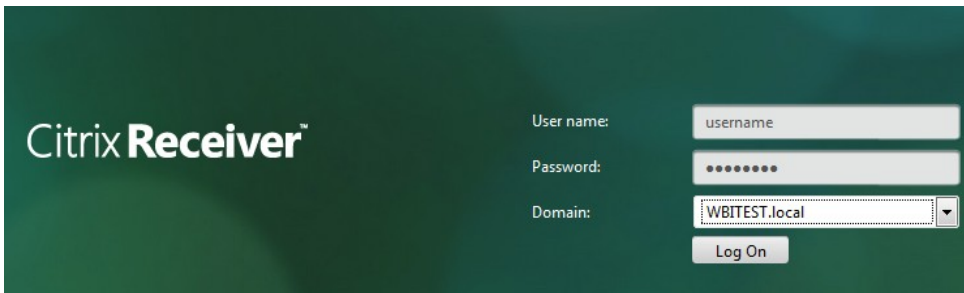 Citrix Receiver™
User name: username
Password: ••••••••
Domain: WBITEST.local
Log On